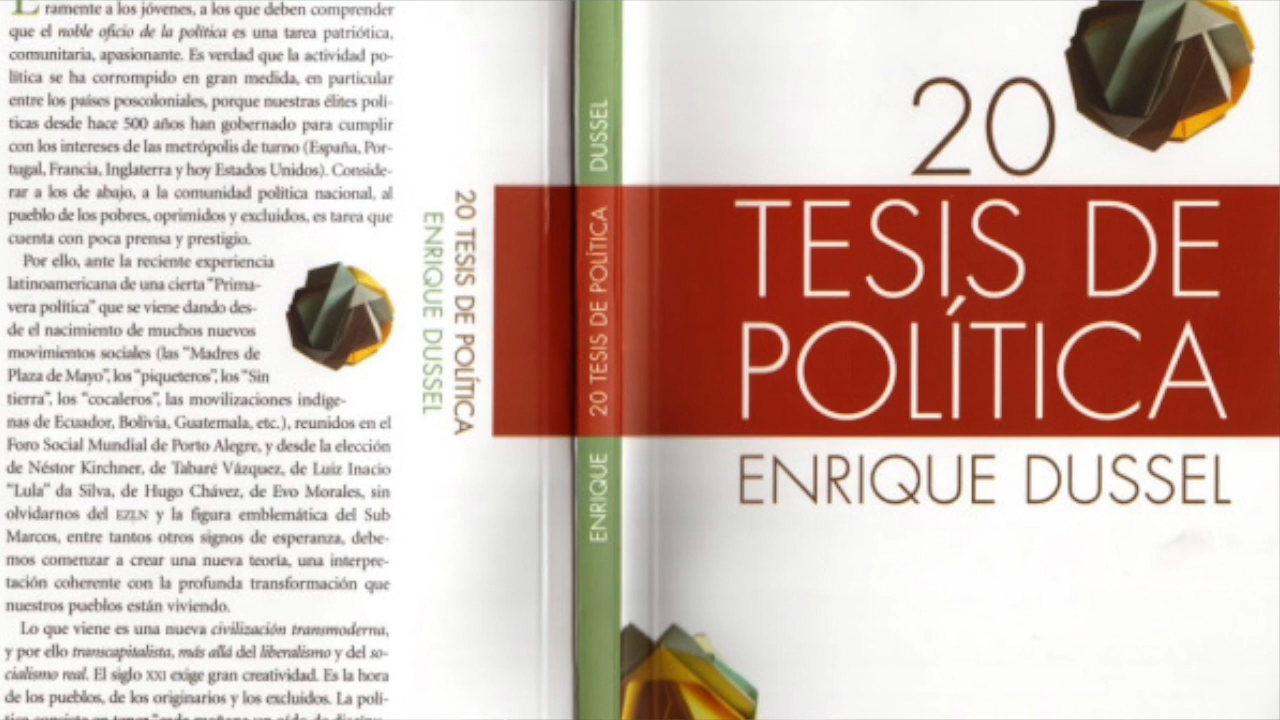 ramente a los jóvenes, a los que deben comprender
que el noble oficio de la política es una tarea patriótica,
comunitaria, apasionante. Es verdad que la actividad po-
lítica se ha corrompido en gran medida, en particular
entre los países poscoloniales, porque nuestras élites polí-
ticas desde hace 500 años han gobernado para cumplir
con los intereses de las metrópolis de turno (España, Por-
tugal, Francia, Inglaterra y hoy Estados Unidos). Conside-
rar a los de abajo, a la comunidad política nacional, al
pueblo de los pobres, oprimidos y excluidos, es tarea que
cuenta con poca prensa y prestigio.
Por ello, ante la reciente experiencia
latinoamericana de una cierta "Prima-
vera política" que se viene dando des-
de el nacimiento de muchos nuevos
movimientos sociales (las "Madres de
Plaza de Mayo", los "piqueteros", los "Sin
tierra", los "cocaleros", las movilizaciones indíge-
nas de Ecuador, Bolivia, Guatemala, etc.), reunidos en el
Foro Social Mundial de Porto Alegre, y desde la elección
de Néstor Kirchner, de Tabaré Vázquez, de Luiz Inacio
"Lula" da Silva, de Hugo Chávez, de Evo Morales, sin
olvidarnos del EZLN y la figura emblemática del Sub
Marcos, entre tantos otros signos de esperanza, debe-
mos comenzar a crear una nueva teoría, una interpre-
tación coherente con la profunda transformación que
nuestros pueblos están viviendo.
Lo que viene es una nueva civilización transmoderna,
y por ello transcapitalista, más allá del liberalismo y del so-
cialismo real. El siglo XXI exige gran creatividad. Es la hora
de los pueblos, de los originarios y los excluidos. La polí-
20 TESIS DE POLÍTICA
ENRIQUE DUSSEL
ENRIQUE DUSSEL 20 TESIS DE POLÍTICA
20
TESIS DE
POLÍTICA
ENRIQUE DUSSEL